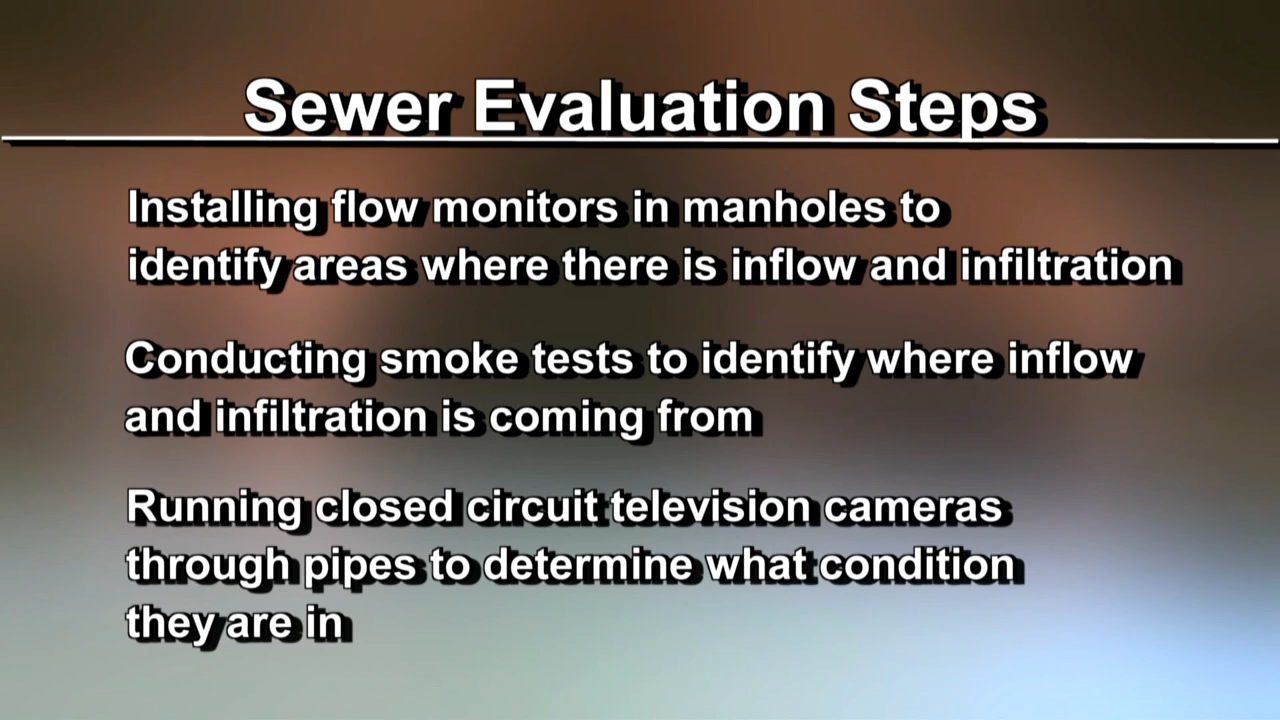 Sewer Evaluation Steps
Installing flow monitors in manholes to
identify areas where there is inflow and infiltration
Conducting smoke tests to identify where inflow
and infiltration is coming from
Running closed circuit television cameras
through pipes to determine what condition
they are in